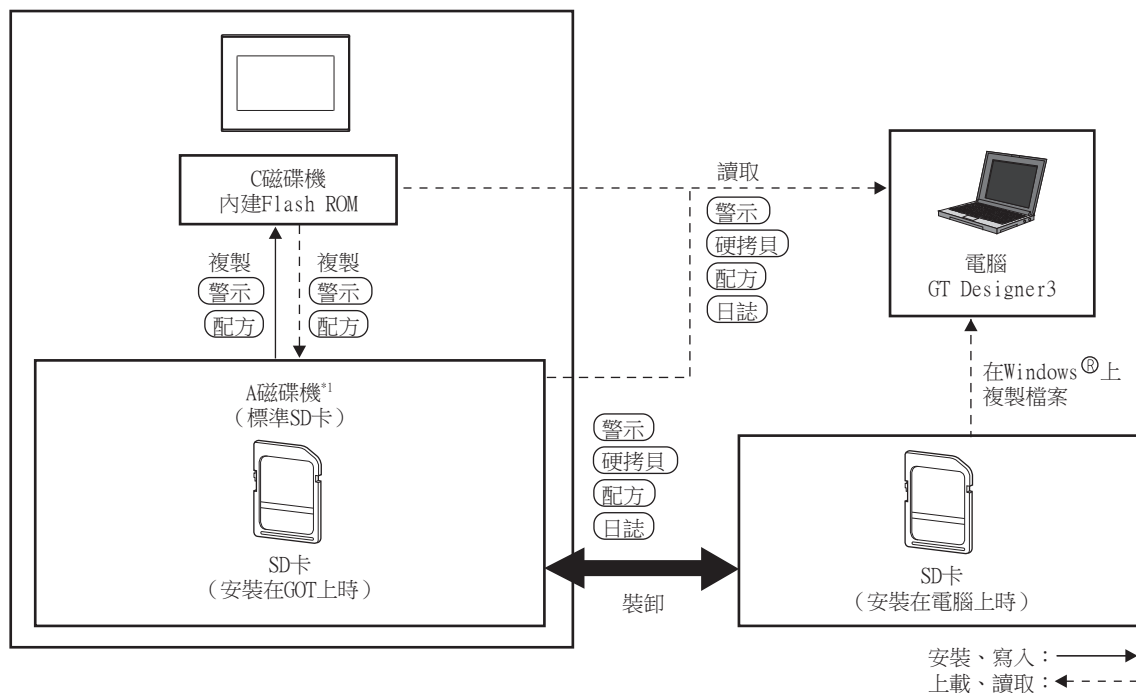 C磁碟機
內建Flash ROM
複製
警示
配方
複製
警示
配方
A磁碟機*1
（標準SD卡）
SD卡
（安裝在GOT上時）
讀取
警示
硬拷貝
配方
日誌
電腦
GT Designer3
在Windows®上
複製檔案
警示
硬拷貝
配方
日誌
裝卸
SD卡
（安裝在電腦上時）
安裝、寫入：
上載、讀取：